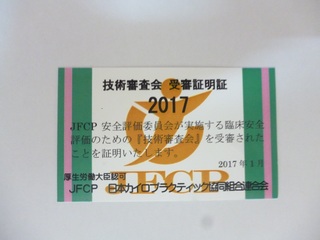 技術審査会 受審証明証
2017
JFCP 安全評価委員会が実施する臨床安全
評価のための『技術審査会』を受審された
ことを証明いたします。
2017年1月
JFCP
厚生労働大臣認可
JFCP 日本カイロプラクティック協同組合連合会